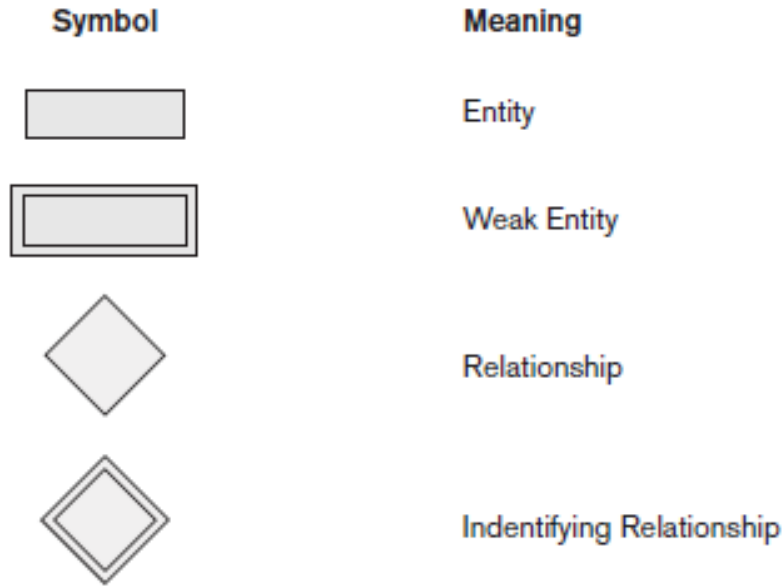 Symbol Meaning
Entity
Weak Entity
Relationship
Indentifying Relationship